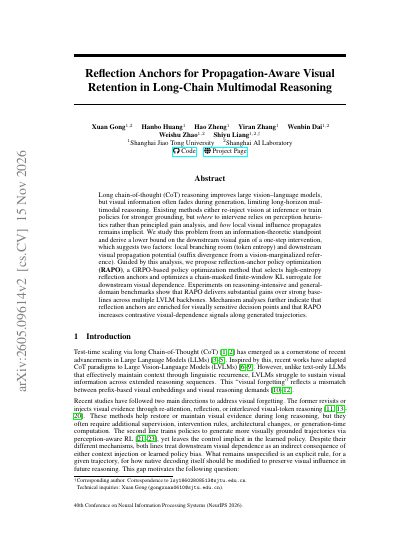 Reflection Anchors for Propagation-Aware Visual
Retention in Long-Chain Multimodal Reasoning
Xuan Gong1,2 Hanbo Huang1 Hao Zheng1 Yiran Zhang1 Wenbin Dai1,2
Weishu Zhao1,2 Shiyu Liang1,2,†
1Shanghai Jiao Tong University 2Shanghai AI Laboratory
Code Project Page
Abstract
Long chain-of-thought (CoT) reasoning improves large vision-language models,
but visual information often fades during generation, limiting long-horizon mul-
timodal reasoning. Existing methods either re-inject vision at inference or train
policies for stronger grounding, but where to intervene relies on perception heuris-
tics rather than principled gain analysis, and how local visual influence propagates
remains implicit. We study this problem from an information-theoretic standpoint
and derive a lower bound on the downstream visual gain of a one-step intervention,
which suggests two factors: local branching room (token entropy) and downstream
visual propagation potential (suffix divergence from a vision-marginalized refer-
ence). Guided by this analysis, we propose reflection-anchor policy optimization
(RAPO), a GRPO-based policy optimization method that selects high-entropy
reflection anchors and optimizes a chain-masked finite-window KL surrogate for
downstream visual dependence. Experiments on reasoning-intensive and general-
domain benchmarks show that RAPO delivers substantial gains over strong base-
lines across multiple LVLM backbones. Mechanism analyses further indicate that
reflection anchors are enriched for visually sensitive decision points and that RAPO
increases contrastive visual-dependence signals along generated trajectories.
1 Introduction
Test-time scaling via long Chain-of-Thought (CoT) [1, 2] has emerged as a cornerstone of recent
advancements in Large Language Models (LLMs) [3–5]. Inspired by this, recent works have adapted
CoT paradigms to Large Vision-Language Models (LVLMs) [6–9]. However, unlike text-only LLMs
that effectively maintain context through linguistic recurrence, LVLMs struggle to sustain visual
information across extended reasoning sequences. This "visual forgetting" reflects a mismatch
between prefix-based visual embeddings and visual reasoning demands [10–12].
Recent studies have followed two main directions to address visual forgetting. The former revisits or
injects visual evidence through re-attention, reflection, or interleaved visual-token reasoning [11, 13–
20]. These methods help restore or maintain visual evidence during long reasoning, but they
often require additional supervision, intervention rules, architectures changes, or generation-time
computation. The second line trains policies to generate more visually grounded trajectories via
perception-aware RL [21–23], yet leaves the control implicit in the learned policy. Despite their
different mechanisms, both lines treat downstream visual dependency as an indirect consequence of
either context injection or learned policy bias. What remains unspecified is an explicit rule, for a
given trajectory, for how native decoding itself should be modified to preserve visual influence in
future reasoning. This gap motivates the following question:
†Corresponding author. Correspondence to
Technical inquiries: Xuan Gong
40th Conference on Neural Information Processing Systems (NeurIPS 2026)
arXiv:2605.09614v2 [cs.CV] 15 Nov 2026